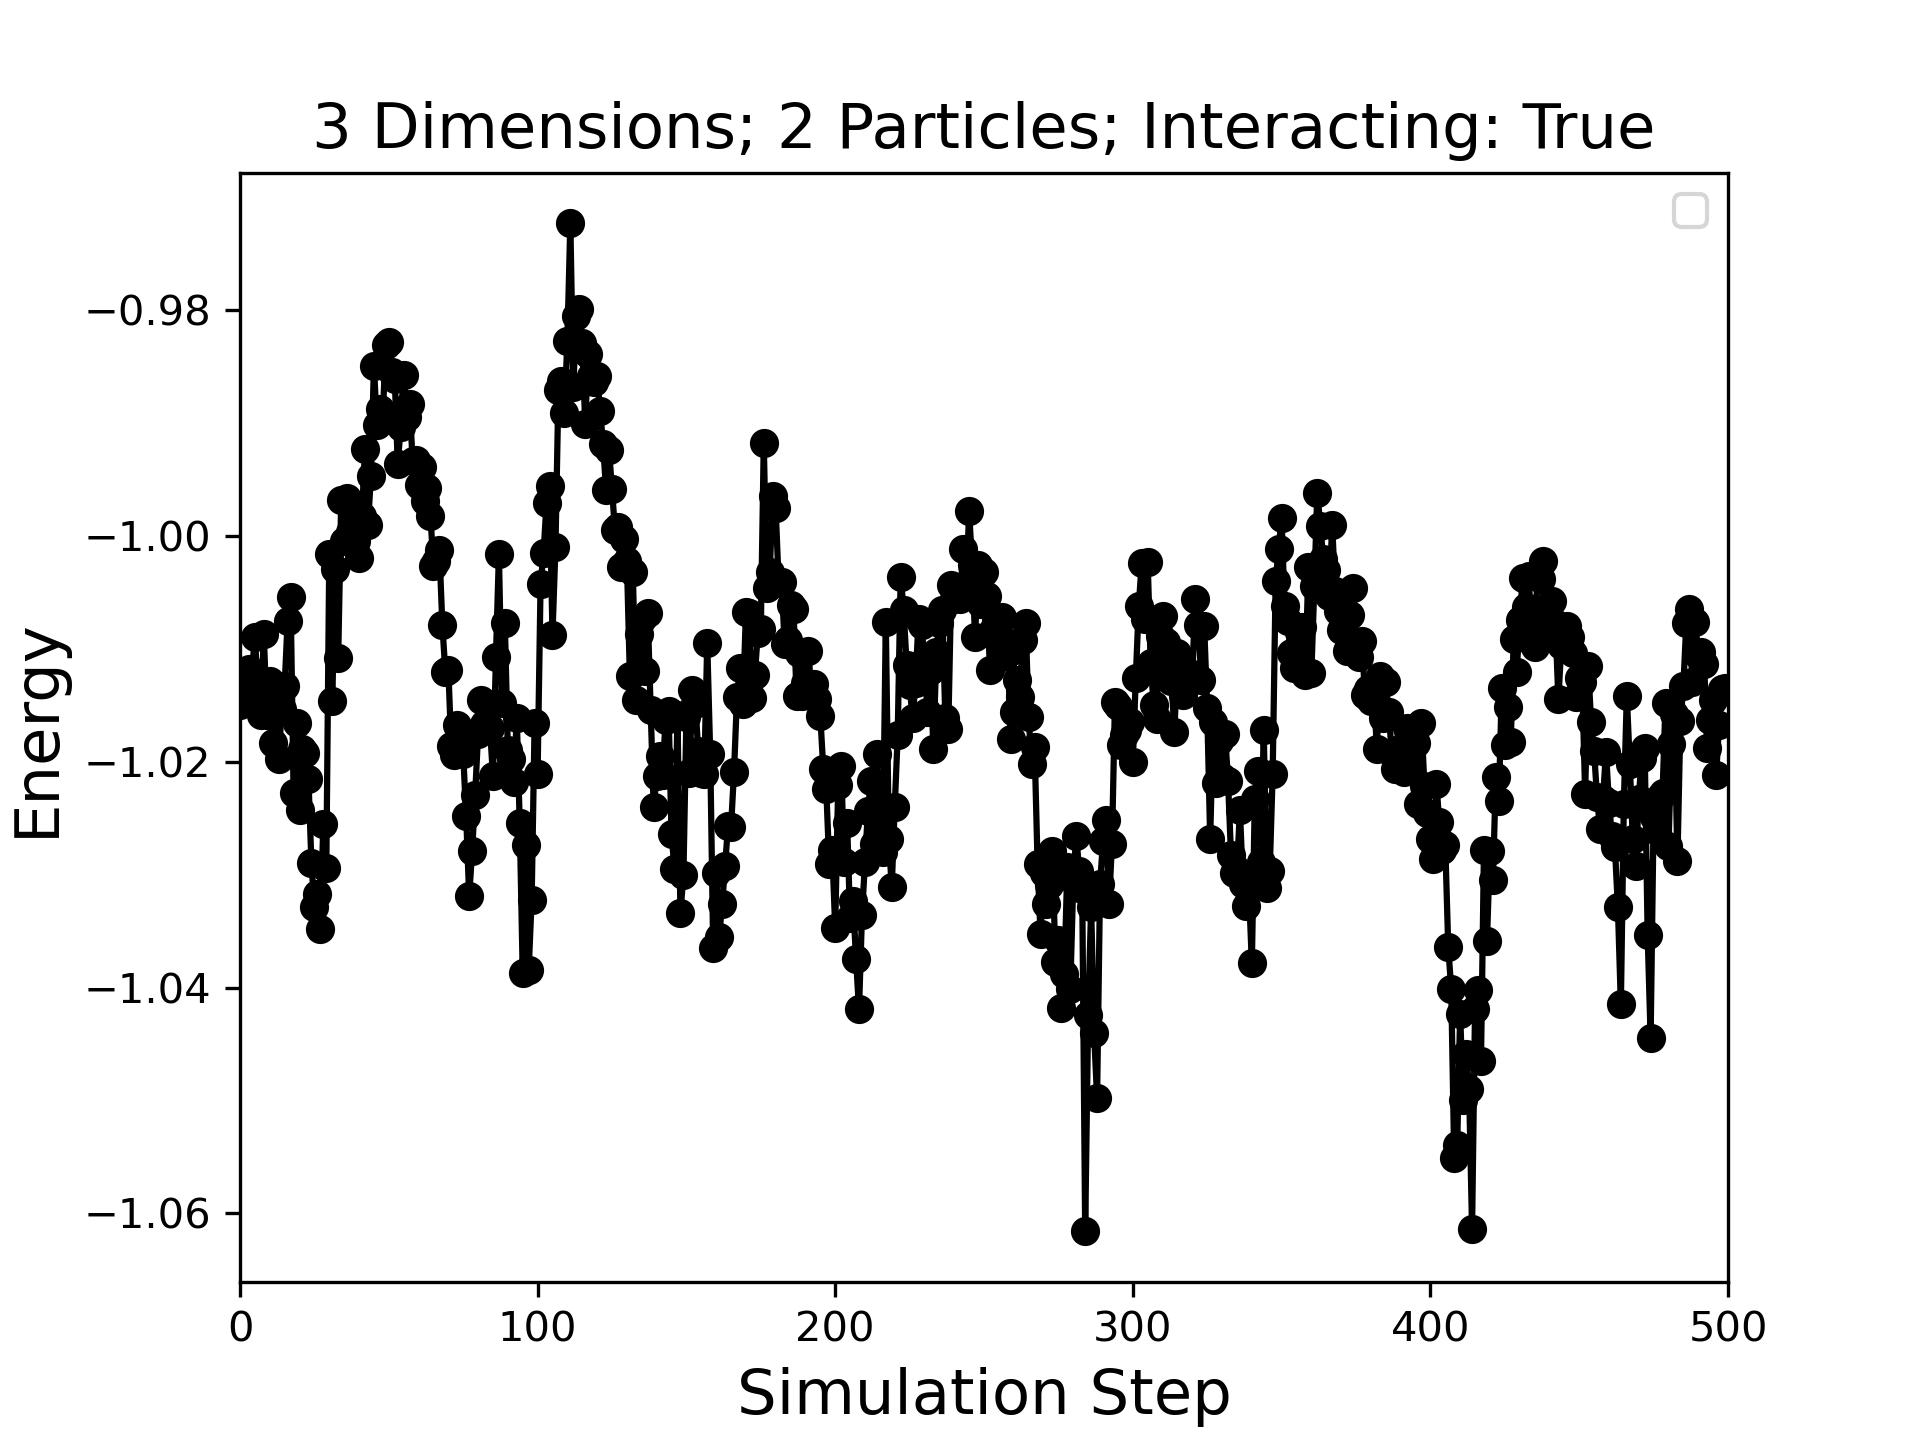 3 Dimensions; 2 Particles; Interacting: True
Energy
−0.98
−1.00
−1.02
−1.04
−1.06
0 100 200 300 400 500
Simulation Step